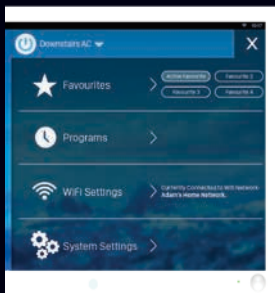 Downstairs AC
X
Favourites
Active Favourite
Favourite 2
Favourite 3
Favourite 4
Programs
WiFi Settings
Currently Connected to Wifi Network:
Adam's Home Network.
System Settings